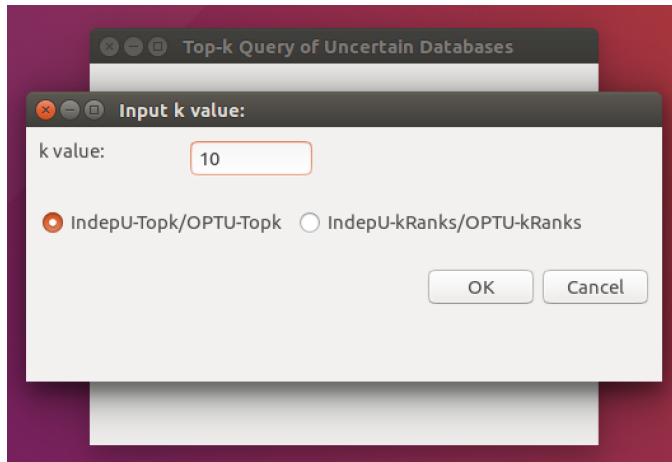 Top-k Query of Uncertain Databases
Input k value:
k value:
10
IndepU-Topk/OPTU-Topk IndepU-kRanks/OPTU-kRanks
OK Cancel